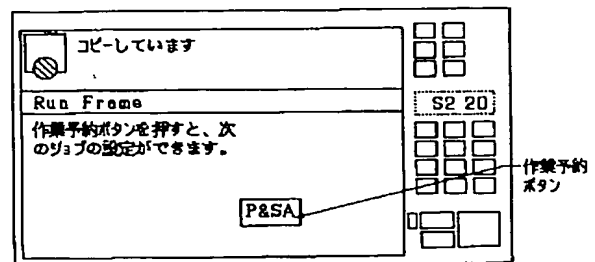 コピーしています
Run Frame
S2 20
作業予約ボタンを押すと、次
のジョブの設定ができます。
P&SA
作業予約
ボタン